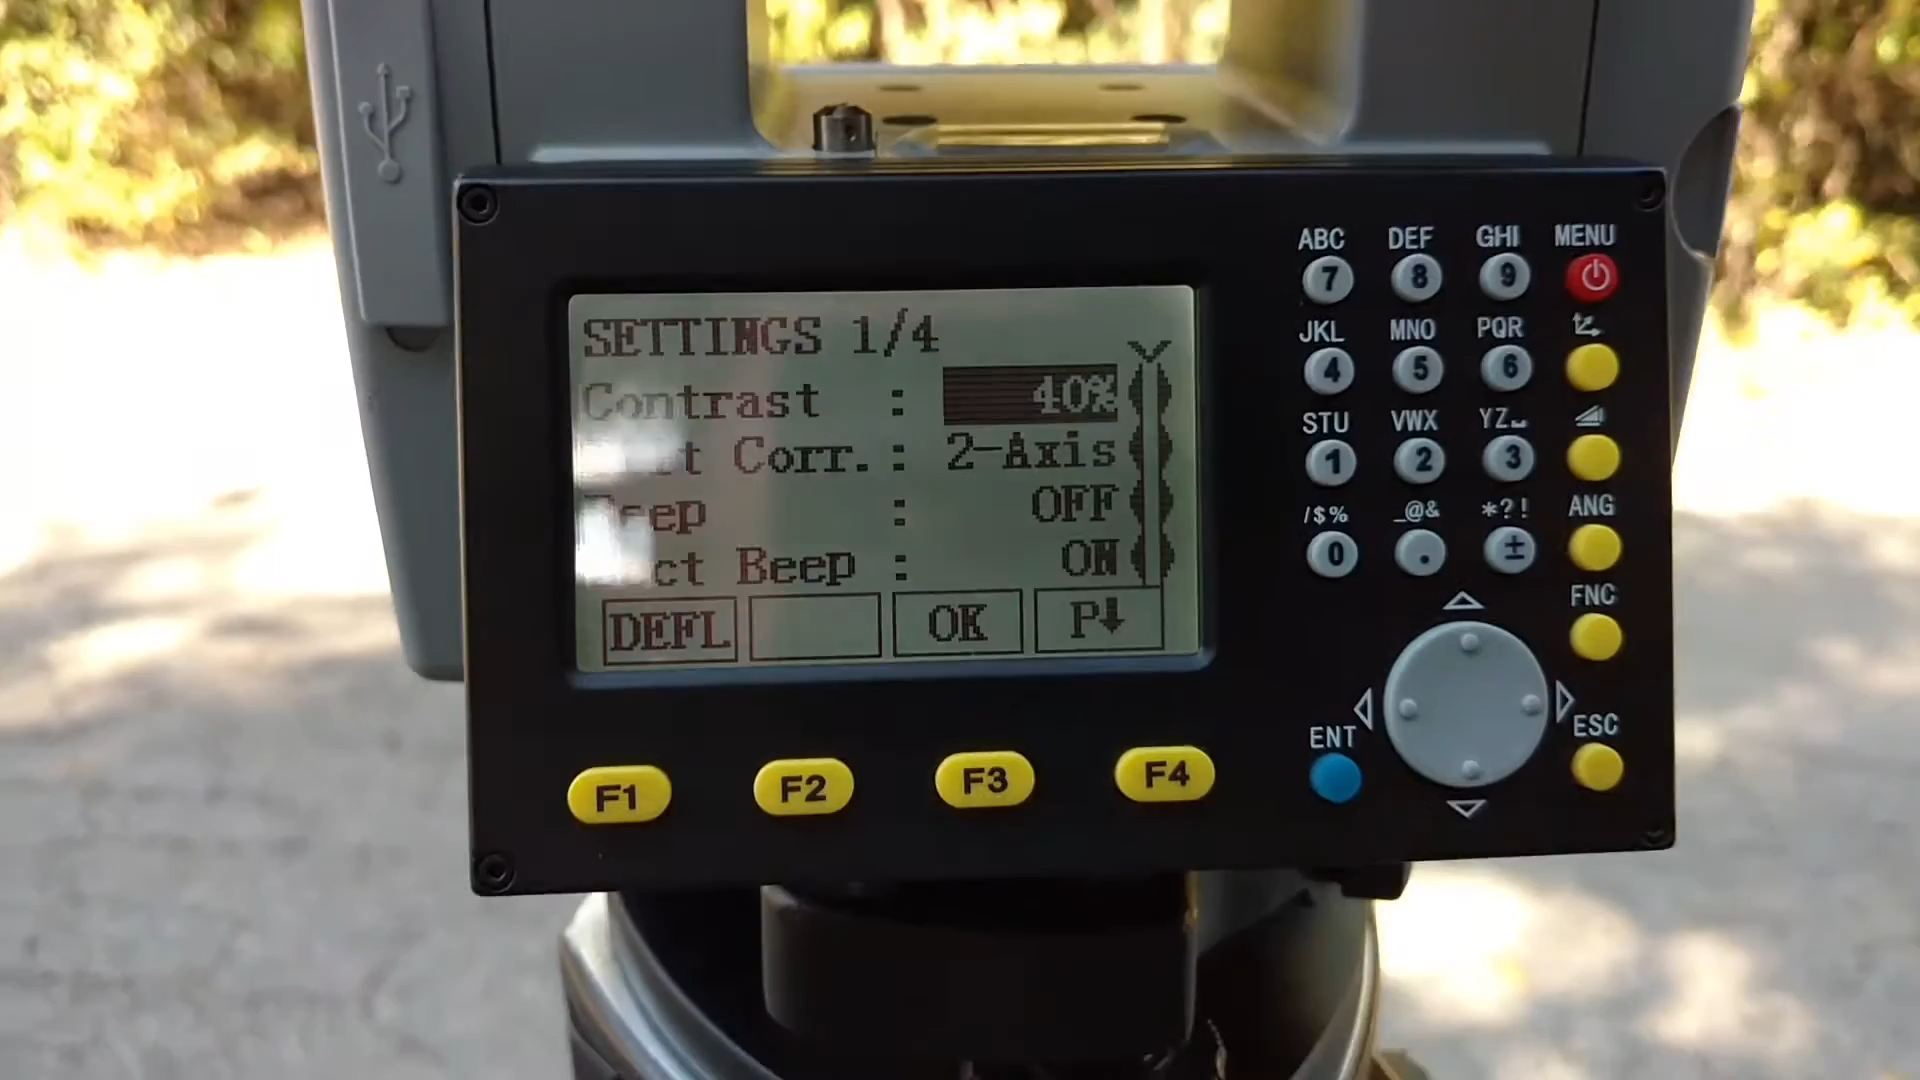 SETTINGS 1/4
Contrast : 40%
Corr. : 2-Axis
Beep : OFF
Beep : ON
DEFL OK P↓
F1 F2 F3 F4
ABC DEF GHI MENU
7 8 9
JKL MNO PQR
4 5 6
STU VWX YZ␣
1 2 3
/$% _@& *?! ANG
0 . ±
FNC
ENT ESC